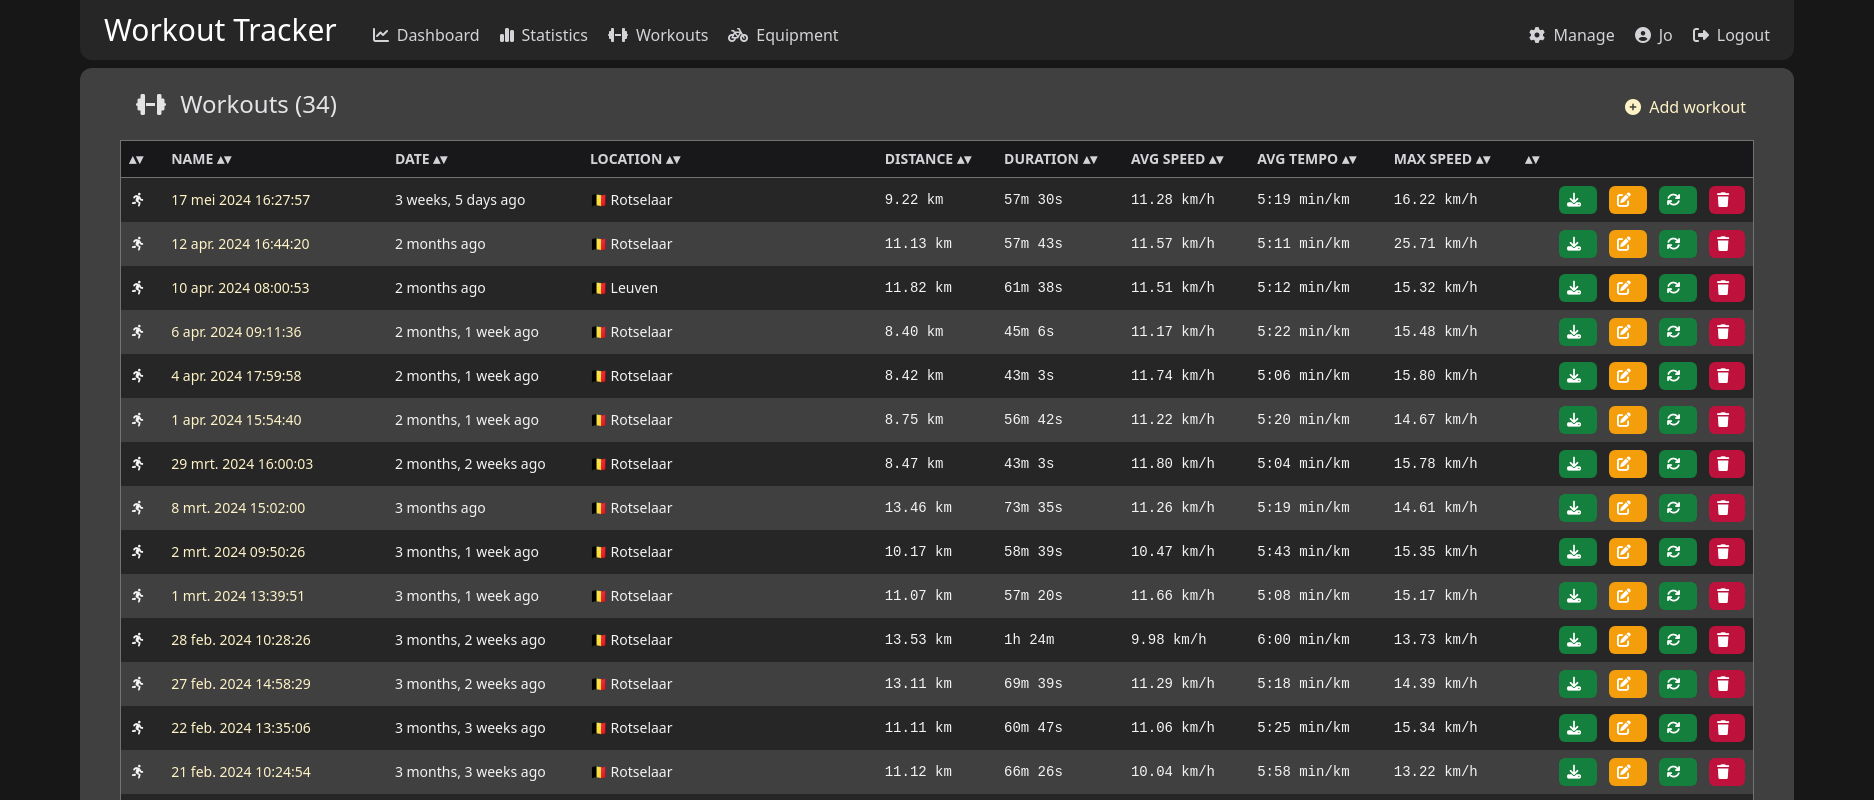 Workout Tracker Dashboard Statistics Workouts Equipment Manage Jo Logout
Workouts (34) Add workout
▲▼ NAME ▲▼ DATE ▲▼ LOCATION ▲▼ DISTANCE ▲▼ DURATION ▲▼ AVG SPEED ▲▼ AVG TEMPO ▲▼ MAX SPEED ▲▼ ▲▼
17 mei 2024 16:27:57 3 weeks, 5 days ago 🇧🇪 Rotselaar 9.22 km 57m 30s 11.28 km/h 5:19 min/km 16.22 km/h
12 apr. 2024 16:44:20 2 months ago 🇧🇪 Rotselaar 11.13 km 57m 43s 11.57 km/h 5:11 min/km 25.71 km/h
10 apr. 2024 08:00:53 2 months ago 🇧🇪 Leuven 11.82 km 61m 38s 11.51 km/h 5:12 min/km 15.32 km/h
6 apr. 2024 09:11:36 2 months, 1 week ago 🇧🇪 Rotselaar 8.40 km 45m 6s 11.17 km/h 5:22 min/km 15.48 km/h
4 apr. 2024 17:59:58 2 months, 1 week ago 🇧🇪 Rotselaar 8.42 km 43m 3s 11.74 km/h 5:06 min/km 15.80 km/h
1 apr. 2024 15:54:40 2 months, 1 week ago 🇧🇪 Rotselaar 8.75 km 56m 42s 11.22 km/h 5:20 min/km 14.67 km/h
29 mrt. 2024 16:00:03 2 months, 2 weeks ago 🇧🇪 Rotselaar 8.47 km 43m 3s 11.80 km/h 5:04 min/km 15.78 km/h
8 mrt. 2024 15:02:00 3 months ago 🇧🇪 Rotselaar 13.46 km 73m 35s 11.26 km/h 5:19 min/km 14.61 km/h
2 mrt. 2024 09:50:26 3 months, 1 week ago 🇧🇪 Rotselaar 10.17 km 58m 39s 10.47 km/h 5:43 min/km 15.35 km/h
1 mrt. 2024 13:39:51 3 months, 1 week ago 🇧🇪 Rotselaar 11.07 km 57m 20s 11.66 km/h 5:08 min/km 15.17 km/h
28 feb. 2024 10:28:26 3 months, 2 weeks ago 🇧🇪 Rotselaar 13.53 km 1h 24m 9.98 km/h 6:00 min/km 13.73 km/h
27 feb. 2024 14:58:29 3 months, 2 weeks ago 🇧🇪 Rotselaar 13.11 km 69m 39s 11.29 km/h 5:18 min/km 14.39 km/h
22 feb. 2024 13:35:06 3 months, 3 weeks ago 🇧🇪 Rotselaar 11.11 km 60m 47s 11.06 km/h 5:25 min/km 15.34 km/h
21 feb. 2024 10:24:54 3 months, 3 weeks ago 🇧🇪 Rotselaar 11.12 km 66m 26s 10.04 km/h 5:58 min/km 13.22 km/h